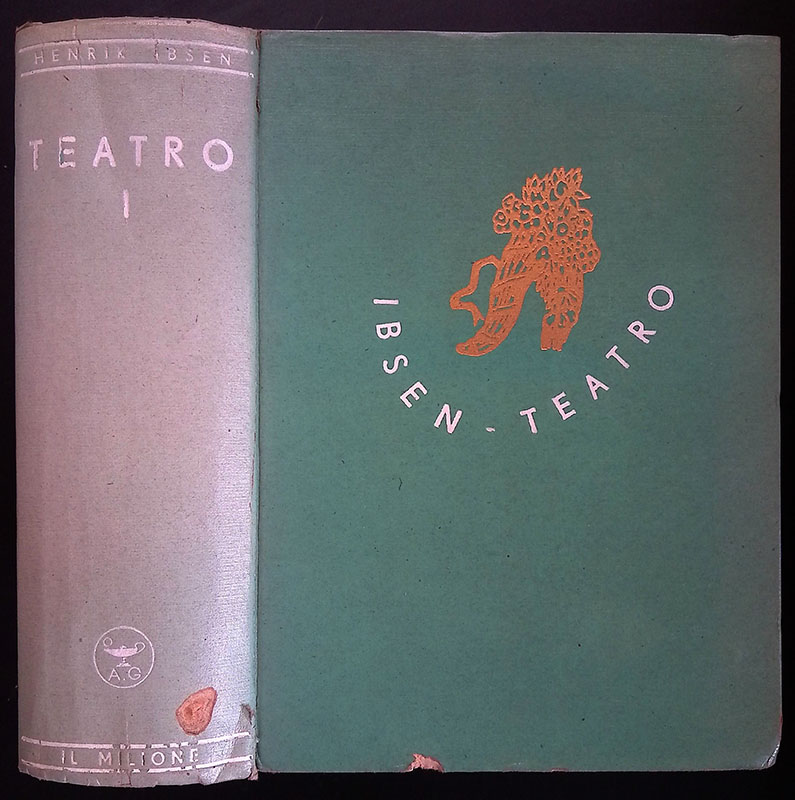 HENRIK IBSEN
TEATRO
I
A.G
IL MILIONE
IBSEN - TEATRO